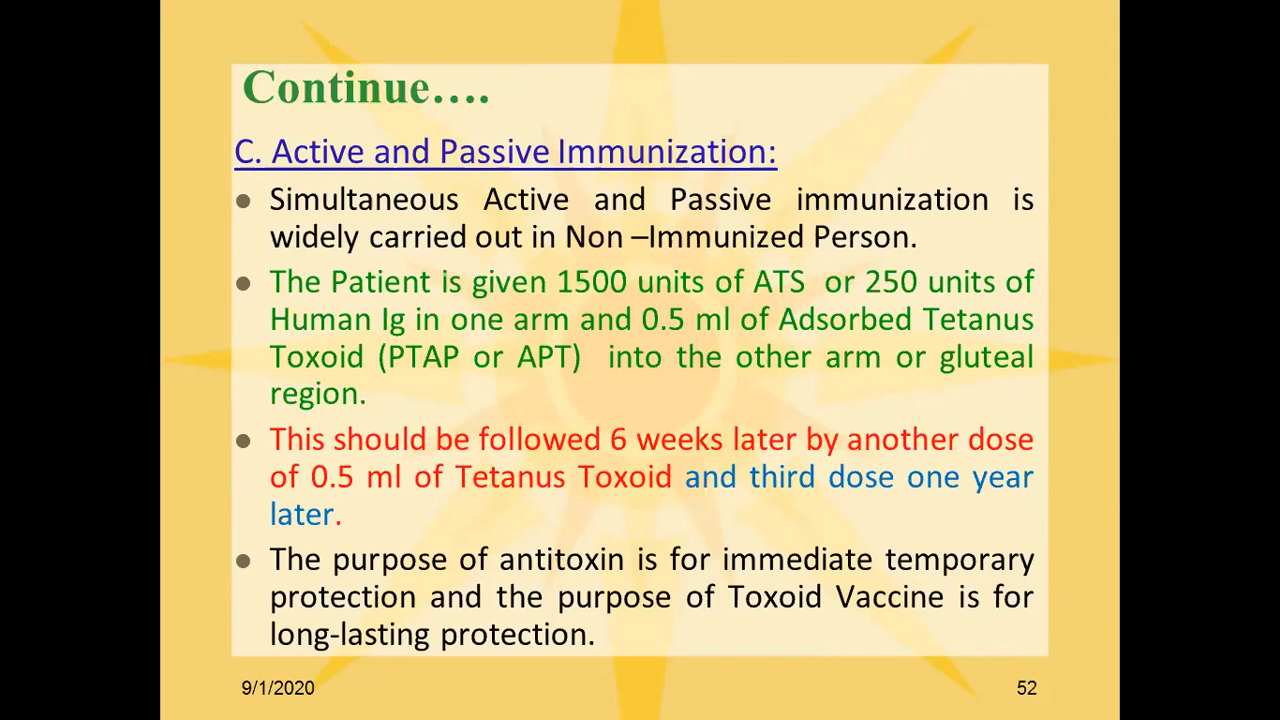 Continue....
C. Active and Passive Immunization:
● Simultaneous Active and Passive immunization is
widely carried out in Non –Immunized Person.
● The Patient is given 1500 units of ATS or 250 units of
Human Ig in one arm and 0.5 ml of Adsorbed Tetanus
Toxoid (PTAP or APT) into the other arm or gluteal
region.
● This should be followed 6 weeks later by another dose
of 0.5 ml of Tetanus Toxoid and third dose one year
later.
● The purpose of antitoxin is for immediate temporary
protection and the purpose of Toxoid Vaccine is for
long-lasting protection.
9/1/2020 52